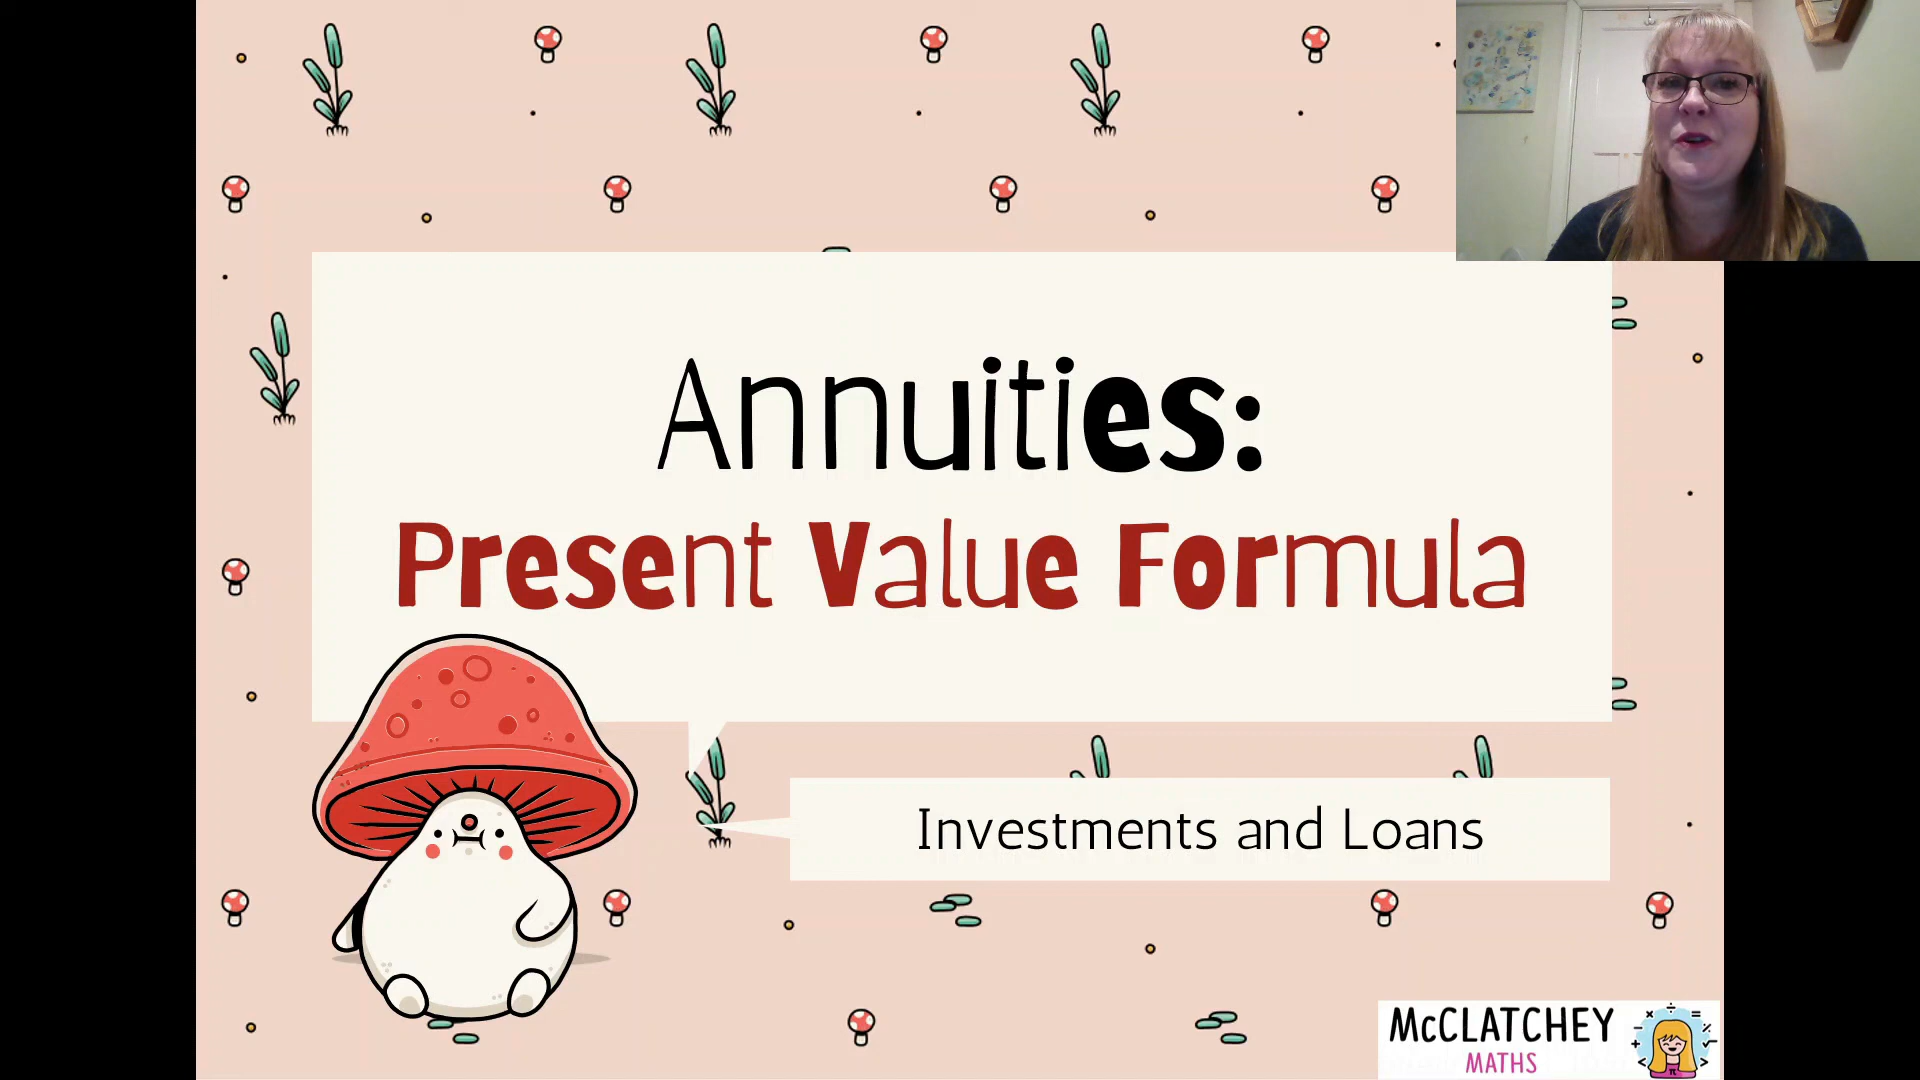 Annuities:
Present Value Formula
Investments and Loans
McCLATCHEY
MATHS